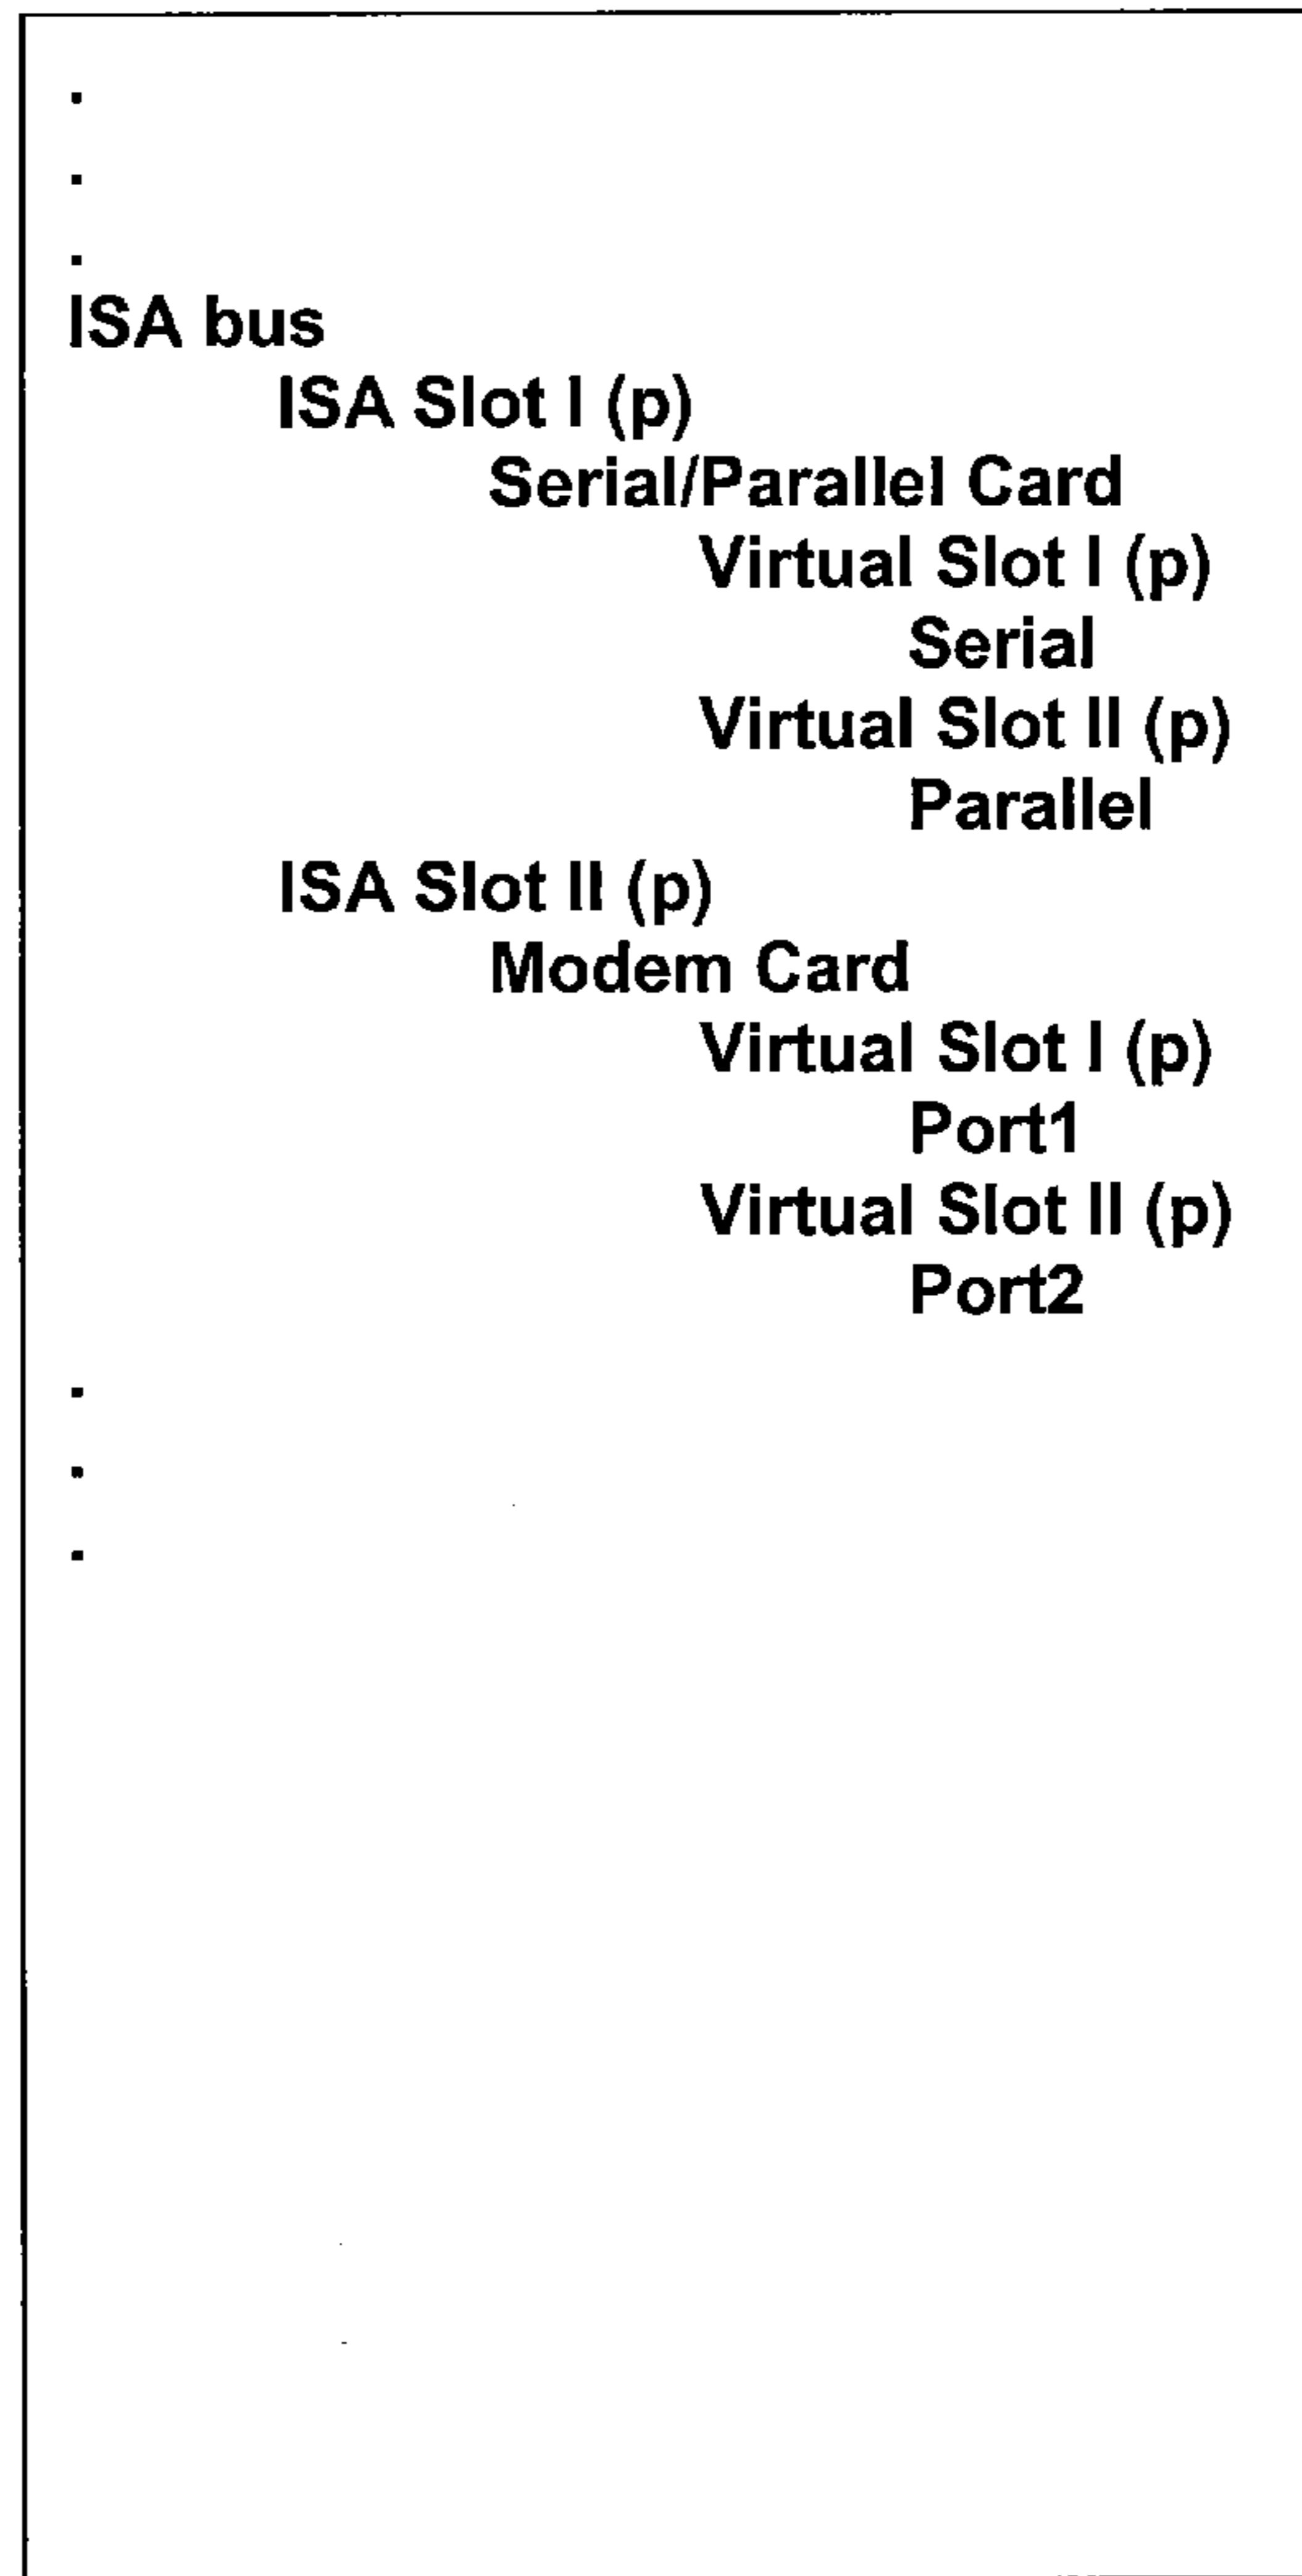 .
.
.
ISA bus
ISA Slot I (p)
Serial/Parallel Card
Virtual Slot I (p)
Serial
Virtual Slot II (p)
Parallel
ISA Slot II (p)
Modem Card
Virtual Slot I (p)
Port1
Virtual Slot II (p)
Port2
.
.
.